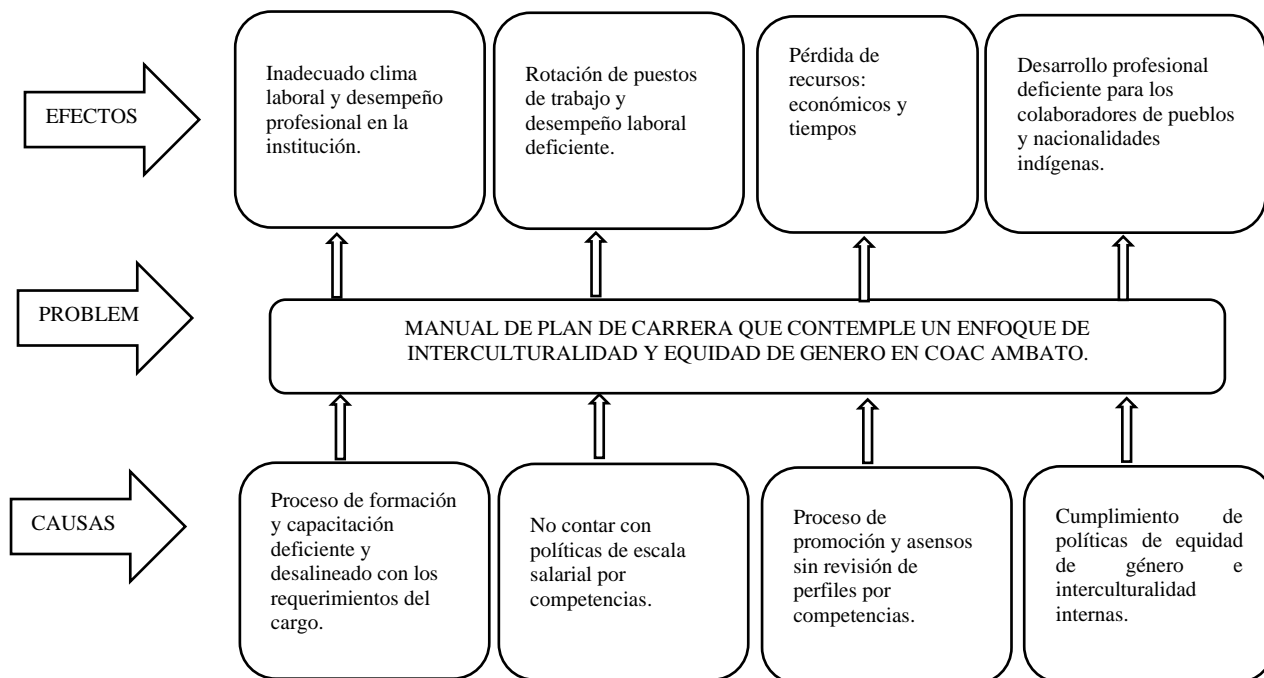 EFECTOS
Inadecuado clima
laboral y desempeño
profesional en la
institución.
Rotación de puestos
de trabajo y
desempeño laboral
deficiente.
Pérdida de
recursos:
económicos y
tiempos
Desarrollo profesional
deficiente para los
colaboradores de pueblos
y nacionalidades
indígenas.
PROBLEM
MANUAL DE PLAN DE CARRERA QUE CONTEMPLE UN ENFOQUE DE
INTERCULTURALIDAD Y EQUIDAD DE GENERO EN COAC AMBATO.
CAUSAS
Proceso de formación
y capacitación
deficiente y
desalineado con los
requerimientos del
cargo.
No contar con
políticas de escala
salarial por
competencias.
Proceso de
promoción y asensos
sin revisión de
perfiles por
competencias.
Cumplimiento de
políticas de equidad
de género e
interculturalidad
internas.